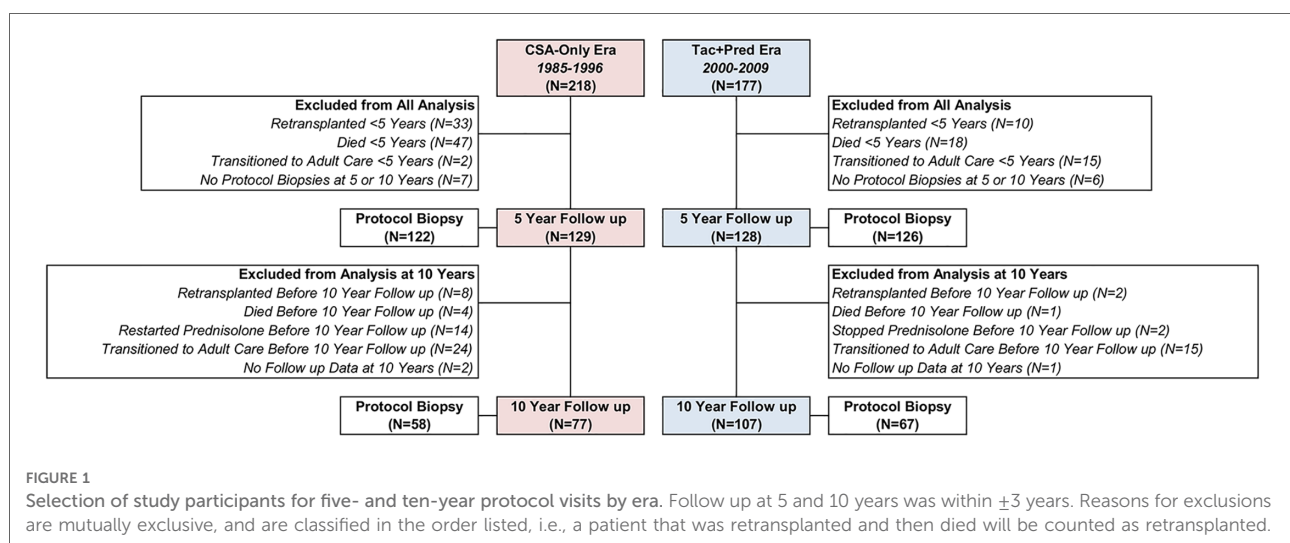 CSA-Only Era
1985-1996
(N=218)
Tac+Pred Era
2000-2009
(N=177)
Excluded from All Analysis
Retransplanted <5 Years (N=33)
Died <5 Years (N=47)
Transitioned to Adult Care <5 Years (N=2)
No Protocol Biopsies at 5 or 10 Years (N=7)
Excluded from All Analysis
Retransplanted <5 Years (N=10)
Died <5 Years (N=18)
Transitioned to Adult Care <5 Years (N=15)
No Protocol Biopsies at 5 or 10 Years (N=6)
Protocol Biopsy
(N=122)
5 Year Follow up
(N=129)
5 Year Follow up
(N=128)
Protocol Biopsy
(N=126)
Excluded from Analysis at 10 Years
Retransplanted Before 10 Year Follow up (N=8)
Died Before 10 Year Follow up (N=4)
Restarted Prednisolone Before 10 Year Follow up (N=14)
Transitioned to Adult Care Before 10 Year Follow up (N=24)
No Follow up Data at 10 Years (N=2)
Excluded from Analysis at 10 Years
Retransplanted Before 10 Year Follow up (N=2)
Died Before 10 Year Follow up (N=1)
Stopped Prednisolone Before 10 Year Follow up (N=2)
Transitioned to Adult Care Before 10 Year Follow up (N=15)
No Follow up Data at 10 Years (N=1)
Protocol Biopsy
(N=58)
10 Year Follow up
(N=77)
10 Year Follow up
(N=107)
Protocol Biopsy
(N=67)
FIGURE 1
Selection of study participants for five- and ten-year protocol visits by era. Follow up at 5 and 10 years was within ±3 years. Reasons for exclusions
are mutually exclusive, and are classified in the order listed, i.e., a patient that was retransplanted and then died will be counted as retransplanted.